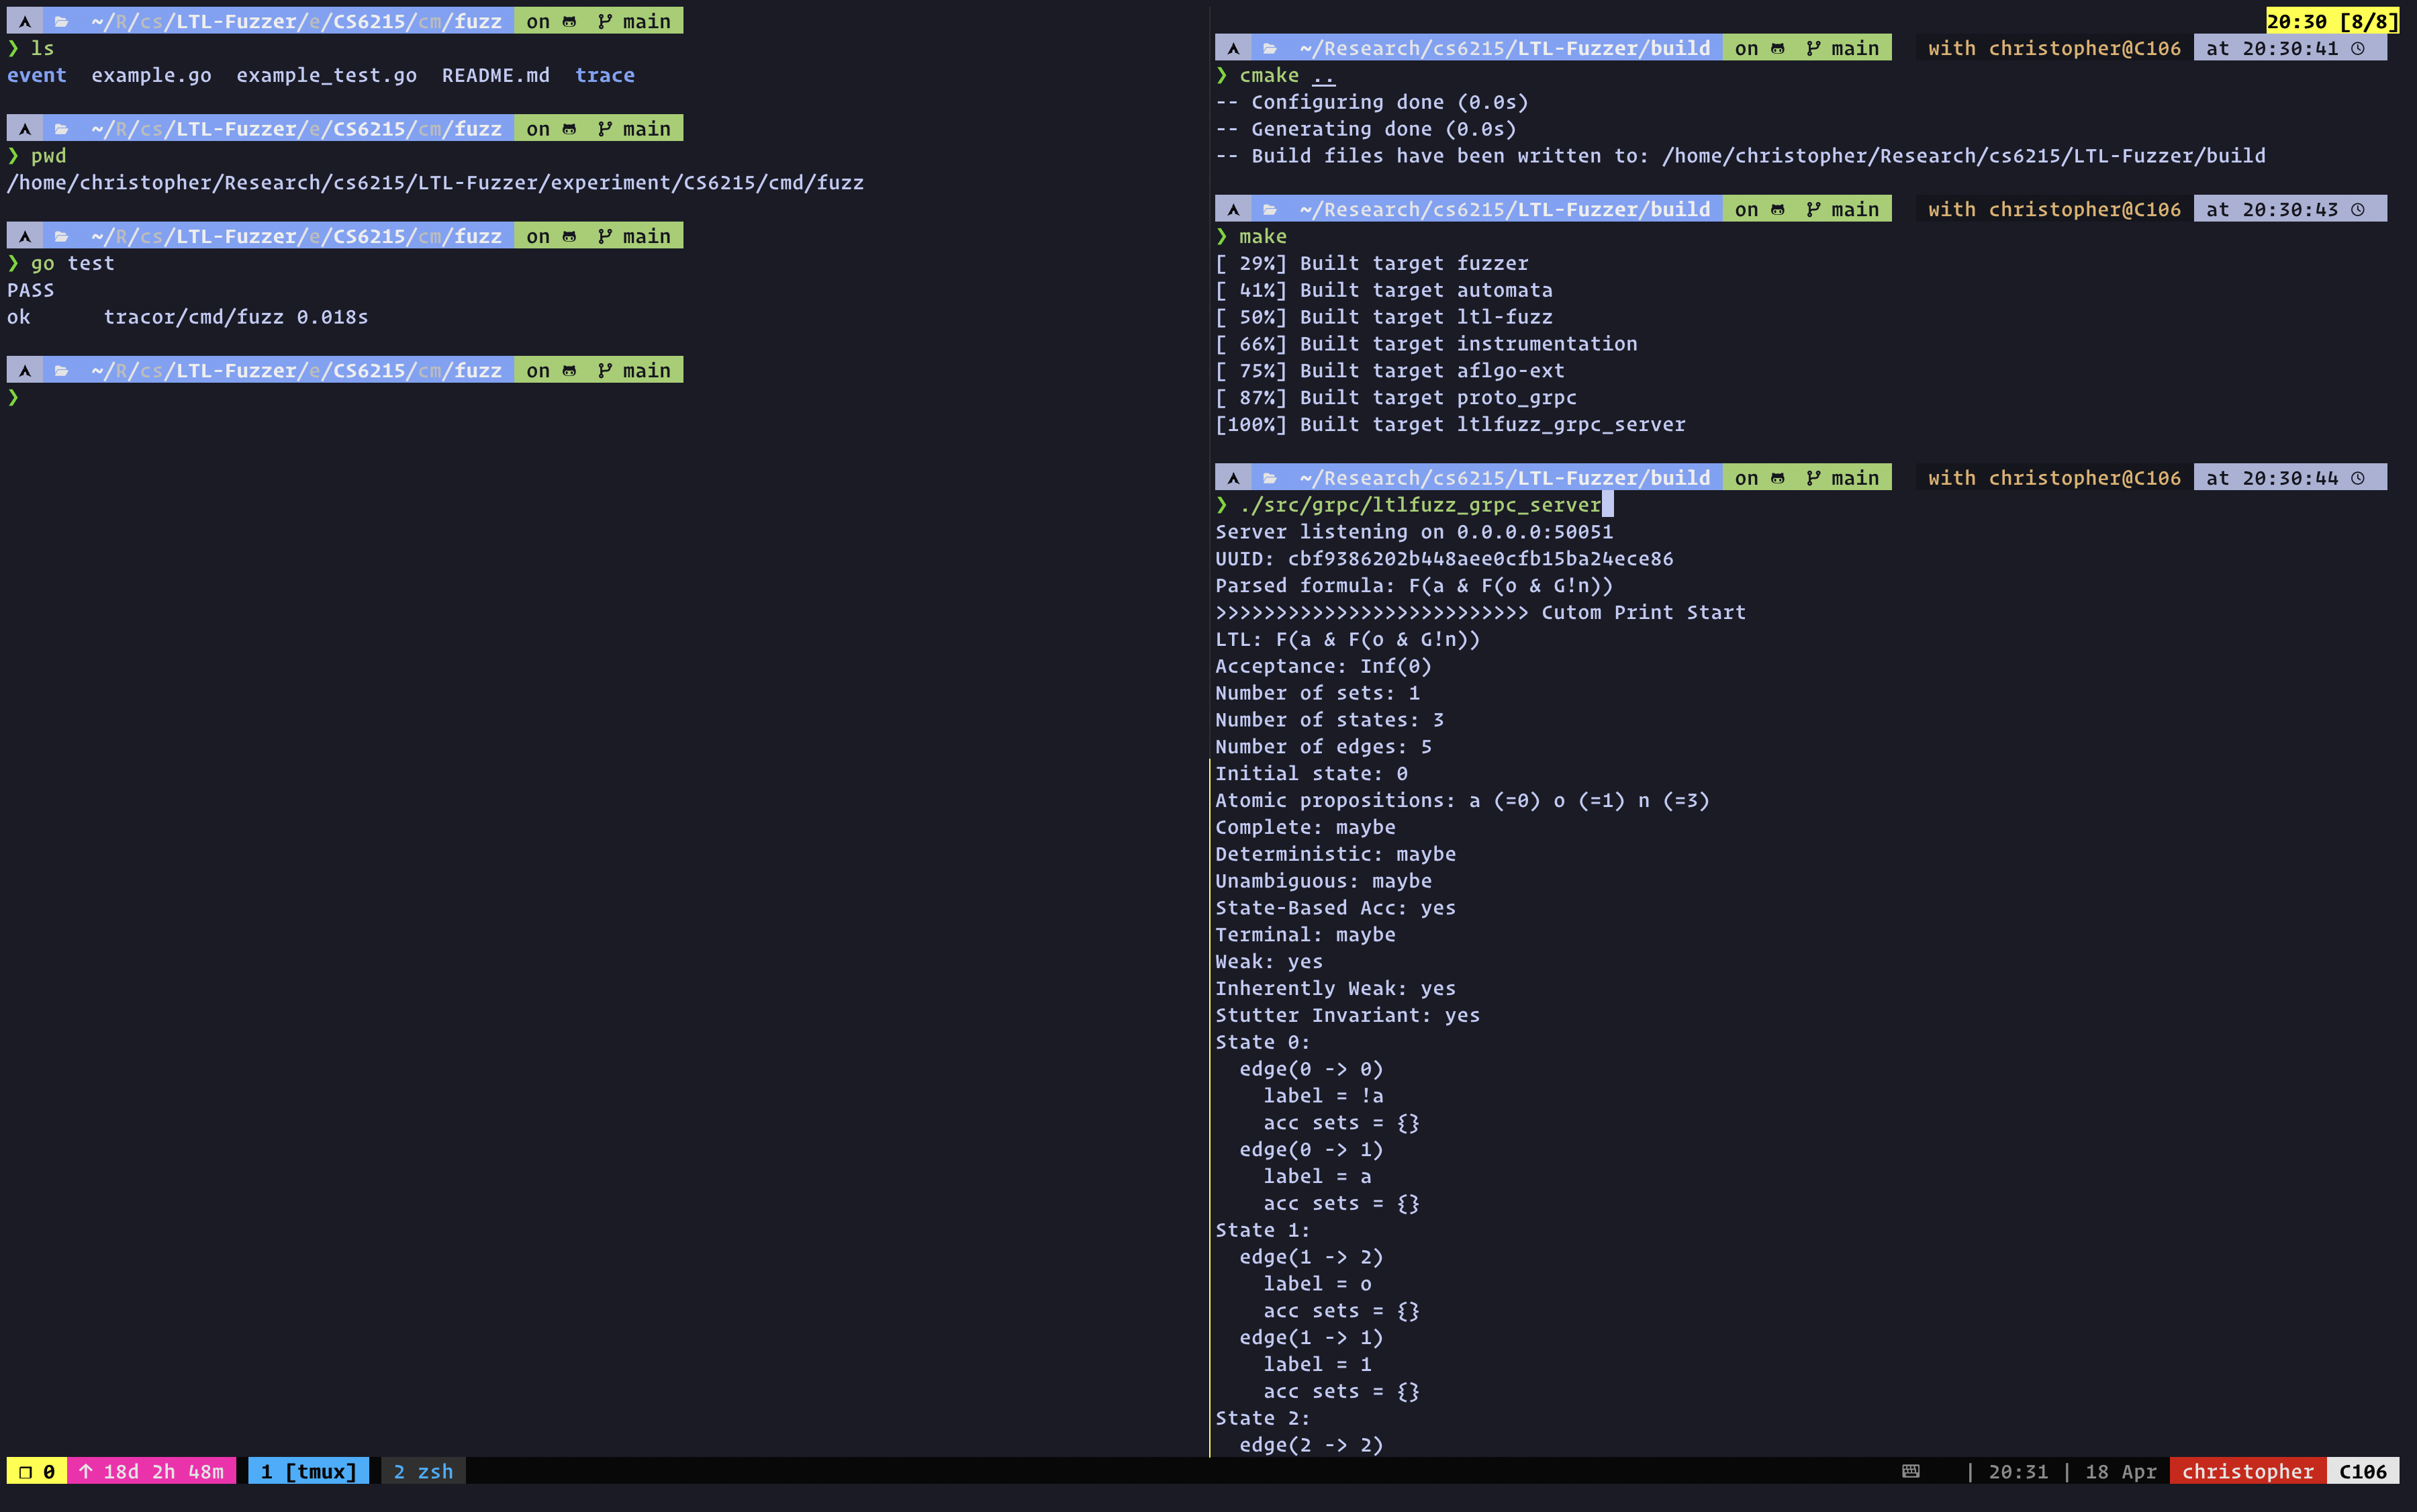 ~/R/cs/LTL-Fuzzer/e/CS6215/cm/fuzz on main
❯ ls
event example.go example_test.go README.md trace
~/R/cs/LTL-Fuzzer/e/CS6215/cm/fuzz on main
❯ pwd
/home/christopher/Research/cs6215/LTL-Fuzzer/experiment/CS6215/cmd/fuzz
~/R/cs/LTL-Fuzzer/e/CS6215/cm/fuzz on main
❯ go test
PASS
ok tracor/cmd/fuzz 0.018s
~/R/cs/LTL-Fuzzer/e/CS6215/cm/fuzz on main
❯
20:30 [8/8]
~/Research/cs6215/LTL-Fuzzer/build on main with christopher@C106 at 20:30:41
❯ cmake ..
-- Configuring done (0.0s)
-- Generating done (0.0s)
-- Build files have been written to: /home/christopher/Research/cs6215/LTL-Fuzzer/build
~/Research/cs6215/LTL-Fuzzer/build on main with christopher@C106 at 20:30:43
❯ make
[ 29%] Built target fuzzer
[ 41%] Built target automata
[ 50%] Built target ltl-fuzz
[ 66%] Built target instrumentation
[ 75%] Built target aflgo-ext
[ 87%] Built target proto_grpc
[100%] Built target ltlfuzz_grpc_server
~/Research/cs6215/LTL-Fuzzer/build on main with christopher@C106 at 20:30:44
❯ ./src/grpc/ltlfuzz_grpc_server
Server listening on 0.0.0.0:50051
UUID: cbf9386202b448aee0cfb15ba24ece86
Parsed formula: F(a & F(o & G!n))
>>>>>>>>>>>>>>>>>>>>>>>>>> Cutom Print Start
LTL: F(a & F(o & G!n))
Acceptance: Inf(0)
Number of sets: 1
Number of states: 3
Number of edges: 5
Initial state: 0
Atomic propositions: a (=0) o (=1) n (=3)
Complete: maybe
Deterministic: maybe
Unambiguous: maybe
State-Based Acc: yes
Terminal: maybe
Weak: yes
Inherently Weak: yes
Stutter Invariant: yes
State 0:
edge(0 -> 0)
label = !a
acc sets = {}
edge(0 -> 1)
label = a
acc sets = {}
State 1:
edge(1 -> 2)
label = o
acc sets = {}
edge(1 -> 1)
label = 1
acc sets = {}
State 2:
edge(2 -> 2)
❐ 0 ↑ 18d 2h 48m 1 [tmux] 2 zsh | 20:31 | 18 Apr christopher C106